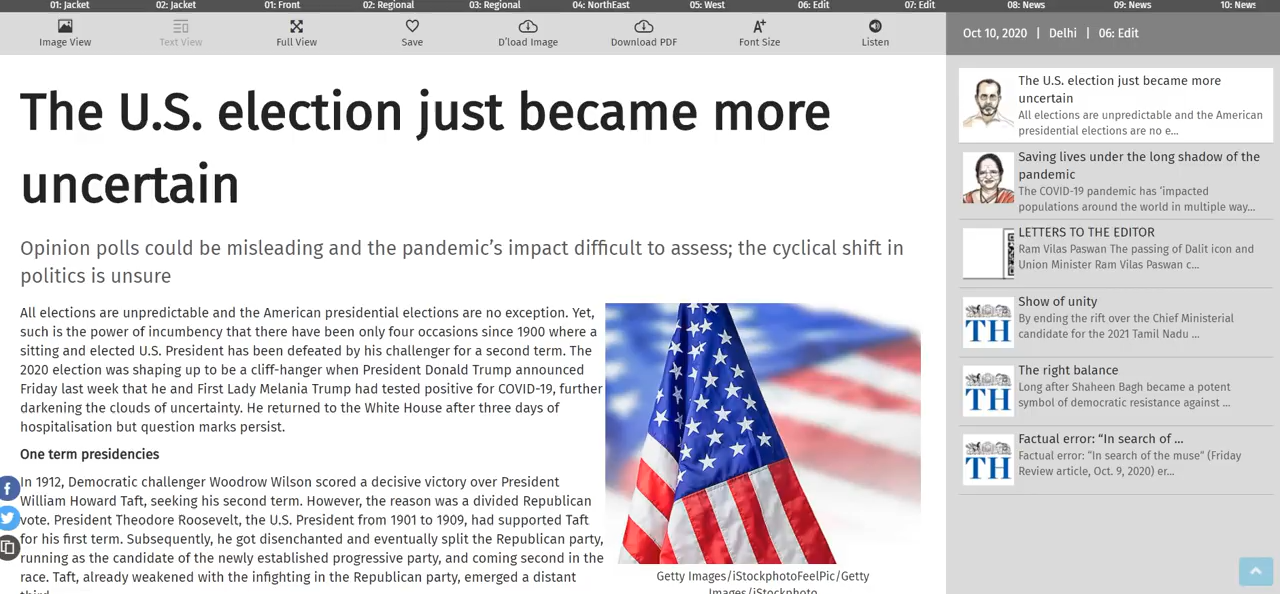 01: Jacket 02: Jacket 01: Front 02: Regional 03: Regional 04: NorthEast 05: West 06: Edit 07: Edit 08: News 09: News 10: News
Image View Text View Full View Save D'load Image Download PDF Font Size Listen
Oct 10, 2020 | Delhi | 06: Edit
The U.S. election just became more
uncertain
Opinion polls could be misleading and the pandemic’s impact difficult to assess; the cyclical shift in
politics is unsure
All elections are unpredictable and the American presidential elections are no exception. Yet,
such is the power of incumbency that there have been only four occasions since 1900 where a
sitting and elected U.S. President has been defeated by his challenger for a second term. The
2020 election was shaping up to be a cliff-hanger when President Donald Trump announced
Friday last week that he and First Lady Melania Trump had tested positive for COVID-19, further
darkening the clouds of uncertainty. He returned to the White House after three days of
hospitalisation but question marks persist.
One term presidencies
In 1912, Democratic challenger Woodrow Wilson scored a decisive victory over President
William Howard Taft, seeking his second term. However, the reason was a divided Republican
vote. President Theodore Roosevelt, the U.S. President from 1901 to 1909, had supported Taft
for his first term. Subsequently, he got disenchanted and eventually split the Republican party,
running as the candidate of the newly established progressive party, and coming second in the
race. Taft, already weakened with the infighting in the Republican party, emerged a distant
third.
Getty Images/iStockphotoFeelPic/Getty
Images/iStockphoto
The U.S. election just became more
uncertain
All elections are unpredictable and the American
presidential elections are no e...
Saving lives under the long shadow of the
pandemic
The COVID-19 pandemic has ‘impacted
populations around the world in multiple way...
LETTERS TO THE EDITOR
Ram Vilas Paswan The passing of Dalit icon and
Union Minister Ram Vilas Paswan c...
TH
Show of unity
By ending the rift over the Chief Ministerial
candidate for the 2021 Tamil Nadu ...
TH
The right balance
Long after Shaheen Bagh became a potent
symbol of democratic resistance against ...
TH
Factual error: “In search of ...
Factual error: “In search of the muse” (Friday
Review article, Oct. 9, 2020) er...